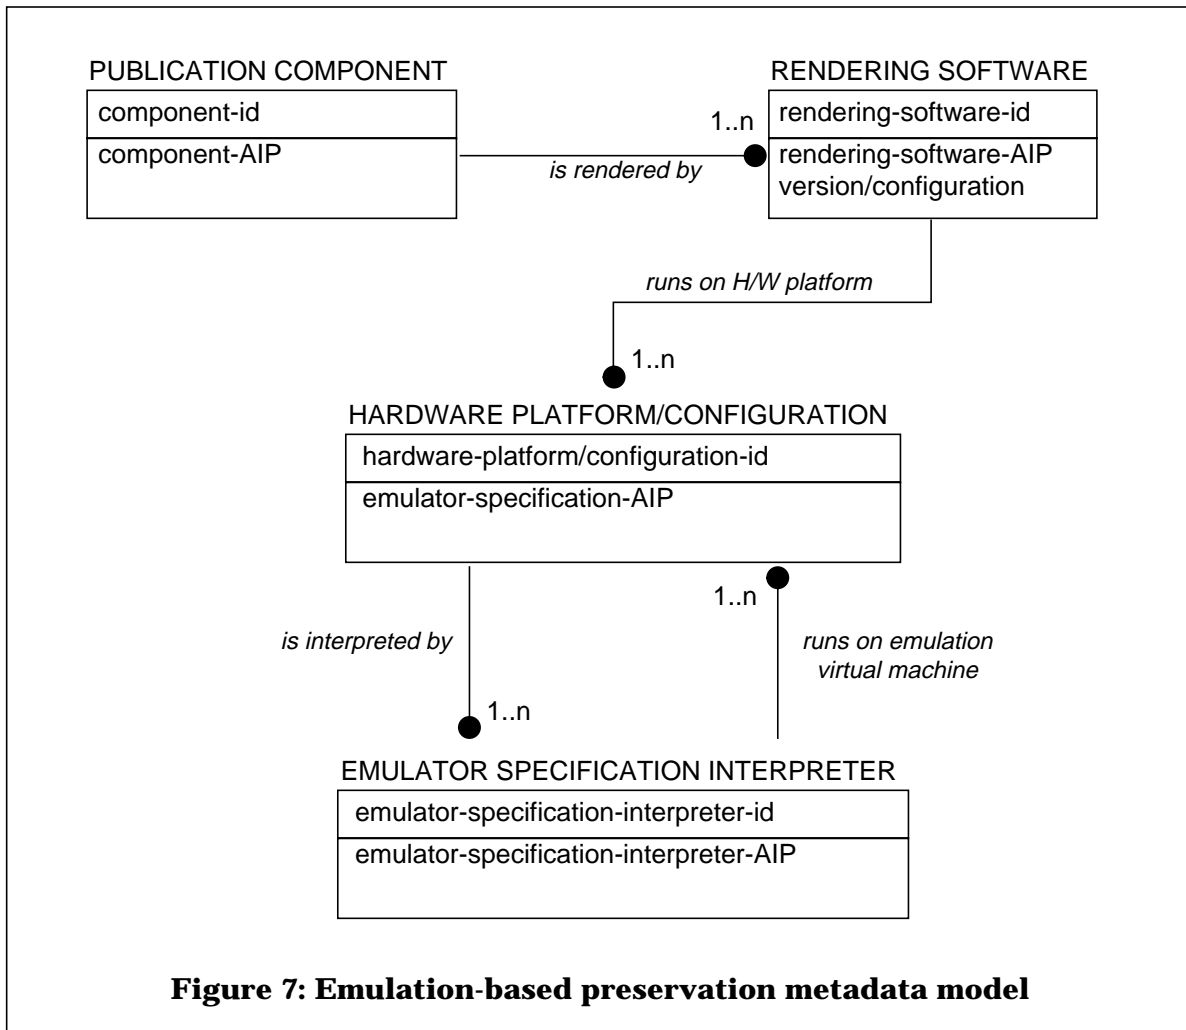 PUBLICATION COMPONENT
component-id
component-AIP
is rendered by
1..n
RENDERING SOFTWARE
rendering-software-id
rendering-software-AIP
version/configuration
runs on H/W platform
1..n
HARDWARE PLATFORM/CONFIGURATION
hardware-platform/configuration-id
emulator-specification-AIP
is interpreted by
1..n
1..n
runs on emulation
virtual machine
EMULATOR SPECIFICATION INTERPRETER
emulator-specification-interpreter-id
emulator-specification-interpreter-AIP
Figure 7: Emulation-based preservation metadata model